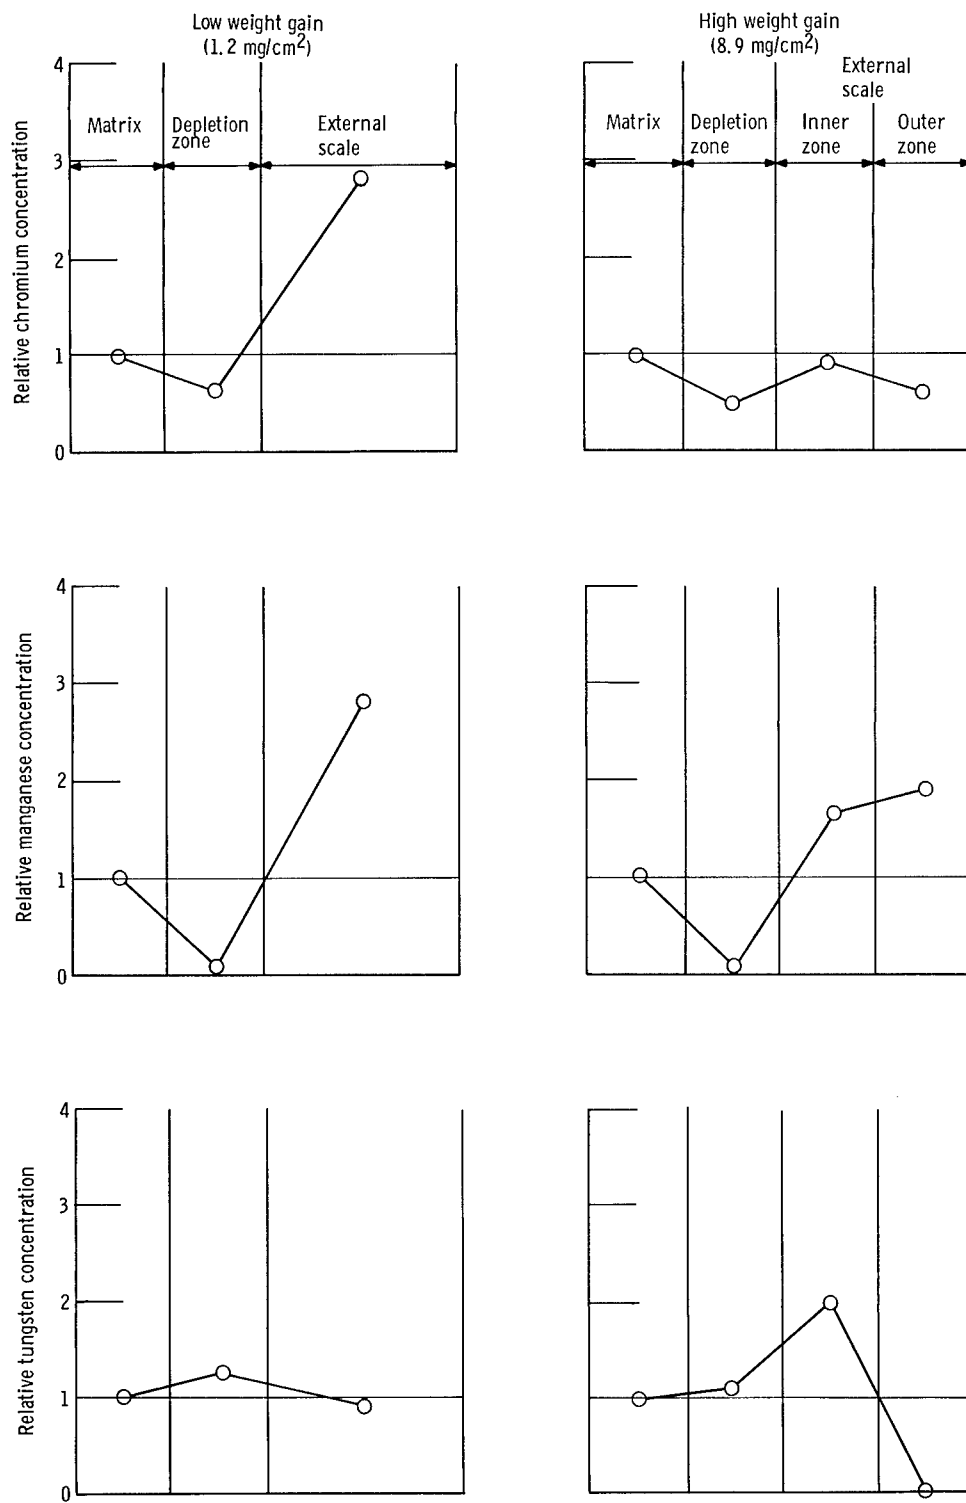 Low weight gain
(1.2 mg/cm2)
High weight gain
(8.9 mg/cm2)
External
scale
Matrix
Depletion
zone
External
scale
Matrix
Depletion
zone
Inner
zone
Outer
zone
Relative chromium concentration
4
3
2
1
0
Relative manganese concentration
4
3
2
1
0
Relative tungsten concentration
4
3
2
1
0